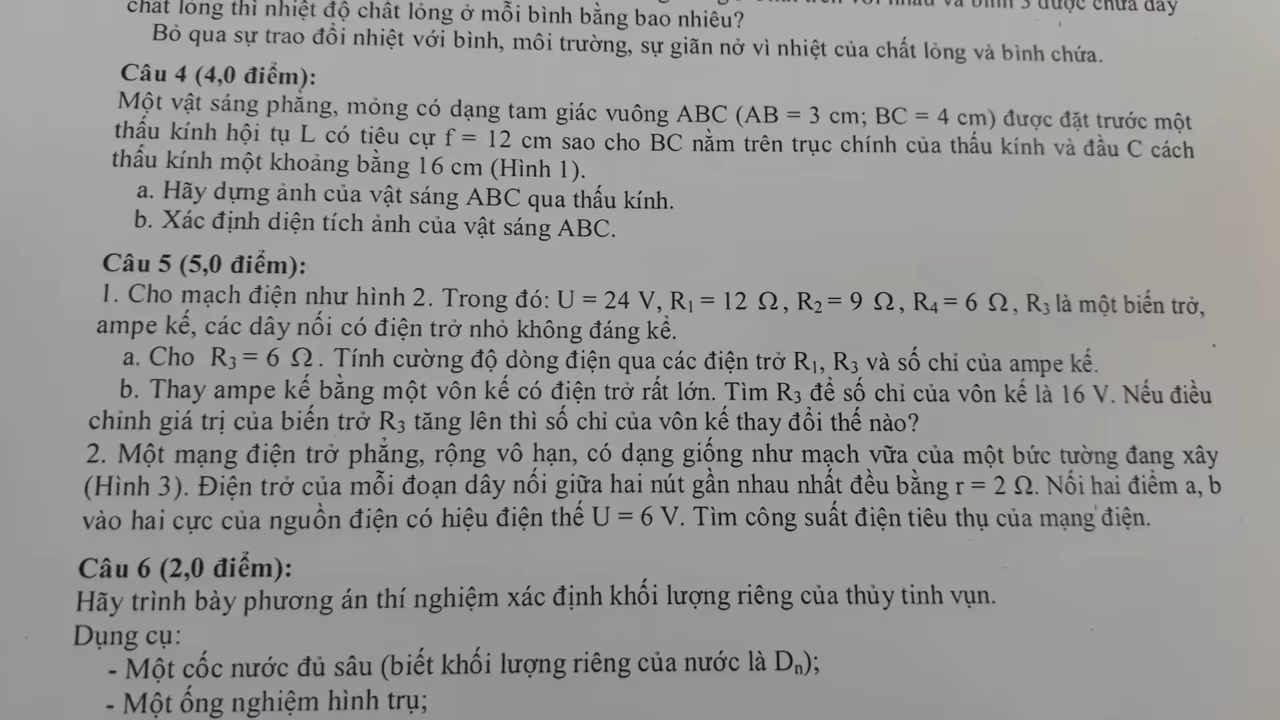 chất lỏng thì nhiệt độ chất lỏng ở mỗi bình bằng bao nhiêu?
Bỏ qua sự trao đổi nhiệt với bình, môi trường, sự giãn nở vì nhiệt của chất lỏng và bình chứa.
Câu 4 (4,0 điểm):
Một vật sáng phẳng, mỏng có dạng tam giác vuông ABC (AB = 3 cm; BC = 4 cm) được đặt trước một
thấu kính hội tụ L có tiêu cự f = 12 cm sao cho BC nằm trên trục chính của thấu kính và đầu C cách
thấu kính một khoảng bằng 16 cm (Hình 1).
a. Hãy dựng ảnh của vật sáng ABC qua thấu kính.
b. Xác định diện tích ảnh của vật sáng ABC.
Câu 5 (5,0 điểm):
1. Cho mạch điện như hình 2. Trong đó: U = 24 V, R₁ = 12 Ω, R₂ = 9 Ω, R₄ = 6 Ω, R₃ là một biến trở,
ampe kế, các dây nối có điện trở nhỏ không đáng kể.
a. Cho R₃ = 6 Ω. Tính cường độ dòng điện qua các điện trở R₁, R₃ và số chỉ của ampe kế.
b. Thay ampe kế bằng một vôn kế có điện trở rất lớn. Tìm R₃ để số chỉ của vôn kế là 16 V. Nếu điều
chỉnh giá trị của biến trở R₃ tăng lên thì số chỉ của vôn kế thay đổi thế nào?
2. Một mạng điện trở phẳng, rộng vô hạn, có dạng giống như mạch vữa của một bức tường đang xây
(Hình 3). Điện trở của mỗi đoạn dây nối giữa hai nút gần nhau nhất đều bằng r = 2 Ω. Nối hai điểm a, b
vào hai cực của nguồn điện có hiệu điện thế U = 6 V. Tìm công suất điện tiêu thụ của mạng điện.
Câu 6 (2,0 điểm):
Hãy trình bày phương án thí nghiệm xác định khối lượng riêng của thủy tinh vụn.
Dụng cụ:
- Một cốc nước đủ sâu (biết khối lượng riêng của nước là Dₙ);
- Một ống nghiệm hình trụ;